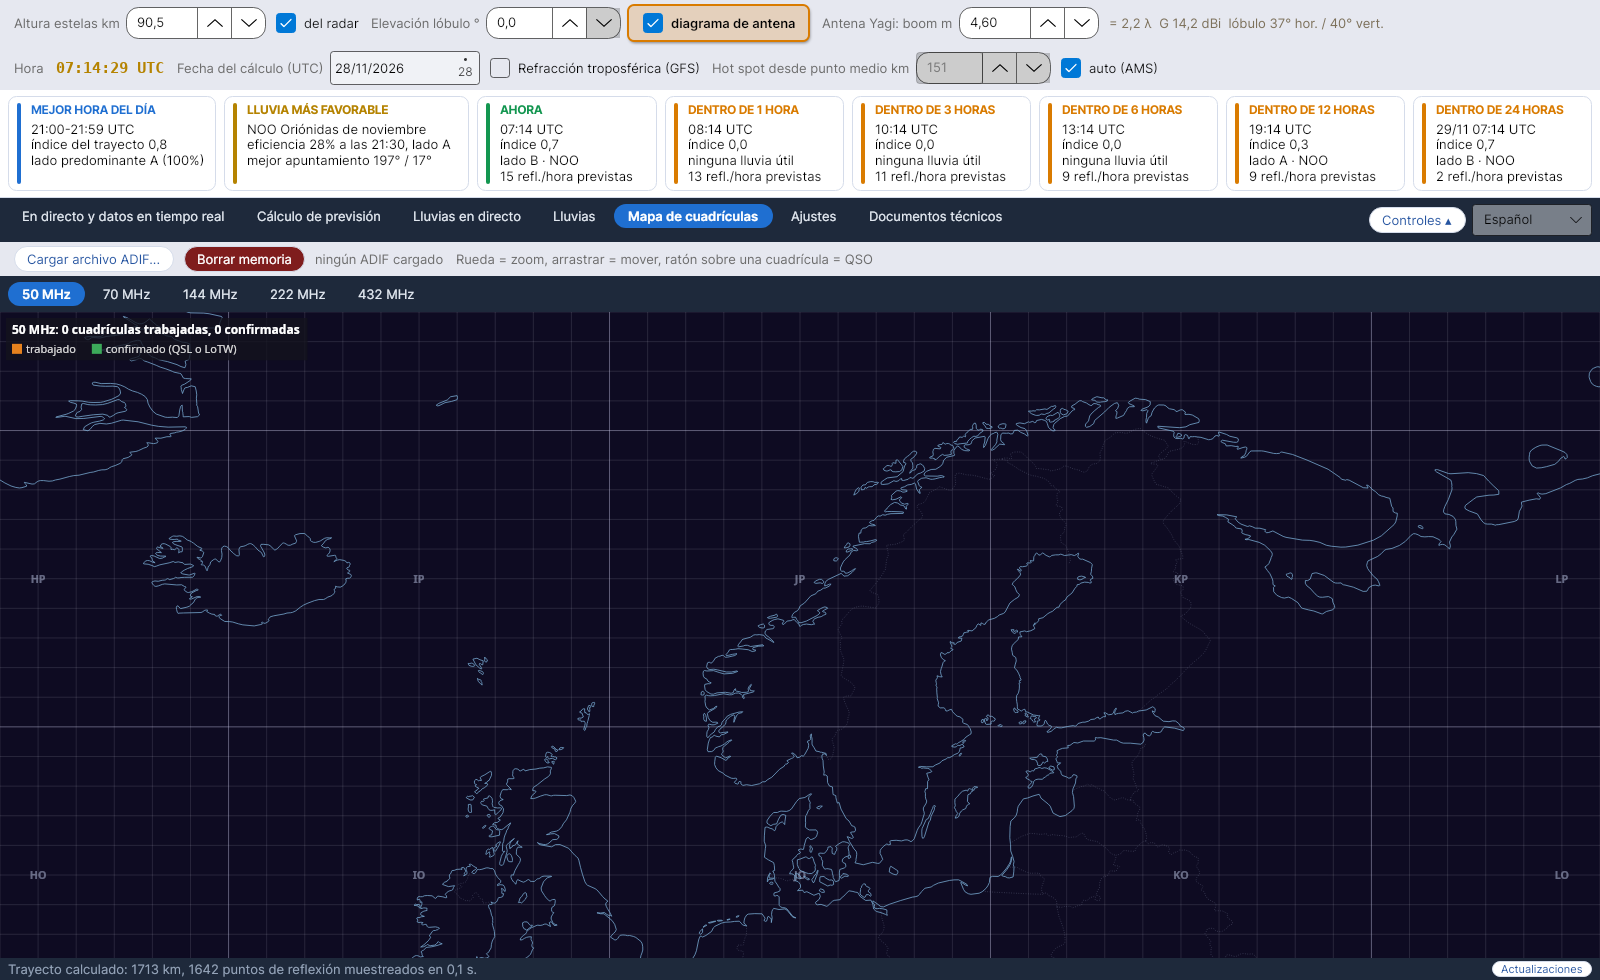 Altura estelas km 90,5 del radar Elevación lóbulo ° 0,0 diagrama de antena Antena Yagi: boom m 4,60 = 2,2 λ G 14,2 dBi lóbulo 37° hor. / 40° vert.
Hora 07:14:29 UTC Fecha del cálculo (UTC) 28/11/2026 28 Refracción troposférica (GFS) Hot spot desde punto medio km 151 auto (AMS)
MEJOR HORA DEL DÍA
21:00-21:59 UTC
índice del trayecto 0,8
lado predominante A (100%)
LLUVIA MÁS FAVORABLE
NOO Oriónidas de noviembre
eficiencia 28% a las 21:30, lado A
mejor apuntamiento 197° / 17°
AHORA
07:14 UTC
índice 0,7
lado B · NOO
15 refl./hora previstas
DENTRO DE 1 HORA
08:14 UTC
índice 0,0
ninguna lluvia útil
13 refl./hora previstas
DENTRO DE 3 HORAS
10:14 UTC
índice 0,0
ninguna lluvia útil
11 refl./hora previstas
DENTRO DE 6 HORAS
13:14 UTC
índice 0,0
ninguna lluvia útil
9 refl./hora previstas
DENTRO DE 12 HORAS
19:14 UTC
índice 0,3
lado A · NOO
9 refl./hora previstas
DENTRO DE 24 HORAS
29/11 07:14 UTC
índice 0,7
lado B · NOO
2 refl./hora previstas
En directo y datos en tiempo real Cálculo de previsión Lluvias en directo Lluvias Mapa de cuadrículas Ajustes Documentos técnicos Controles ▴ Español
Cargar archivo ADIF... Borrar memoria ningún ADIF cargado Rueda = zoom, arrastrar = mover, ratón sobre una cuadrícula = QSO
50 MHz 70 MHz 144 MHz 222 MHz 432 MHz
50 MHz: 0 cuadrículas trabajadas, 0 confirmadas
trabajado confirmado (QSL o LoTW)
HP IP JP KP LP
HO IO JO KO LO
Trayecto calculado: 1713 km, 1642 puntos de reflexión muestreados en 0,1 s. Actualizaciones